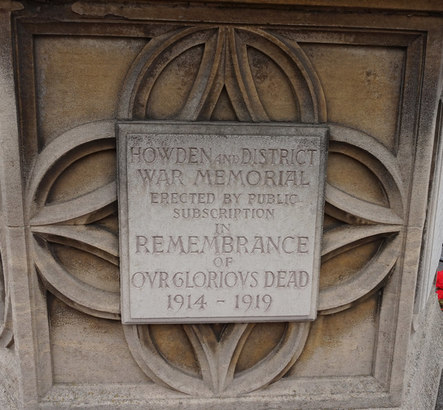 HOWDEN AND DISTRICT
WAR MEMORIAL
ERECTED BY PUBLIC
SUBSCRIPTION
IN
REMEMBRANCE
OF
OVR GLORIOVS DEAD
1914 - 1919